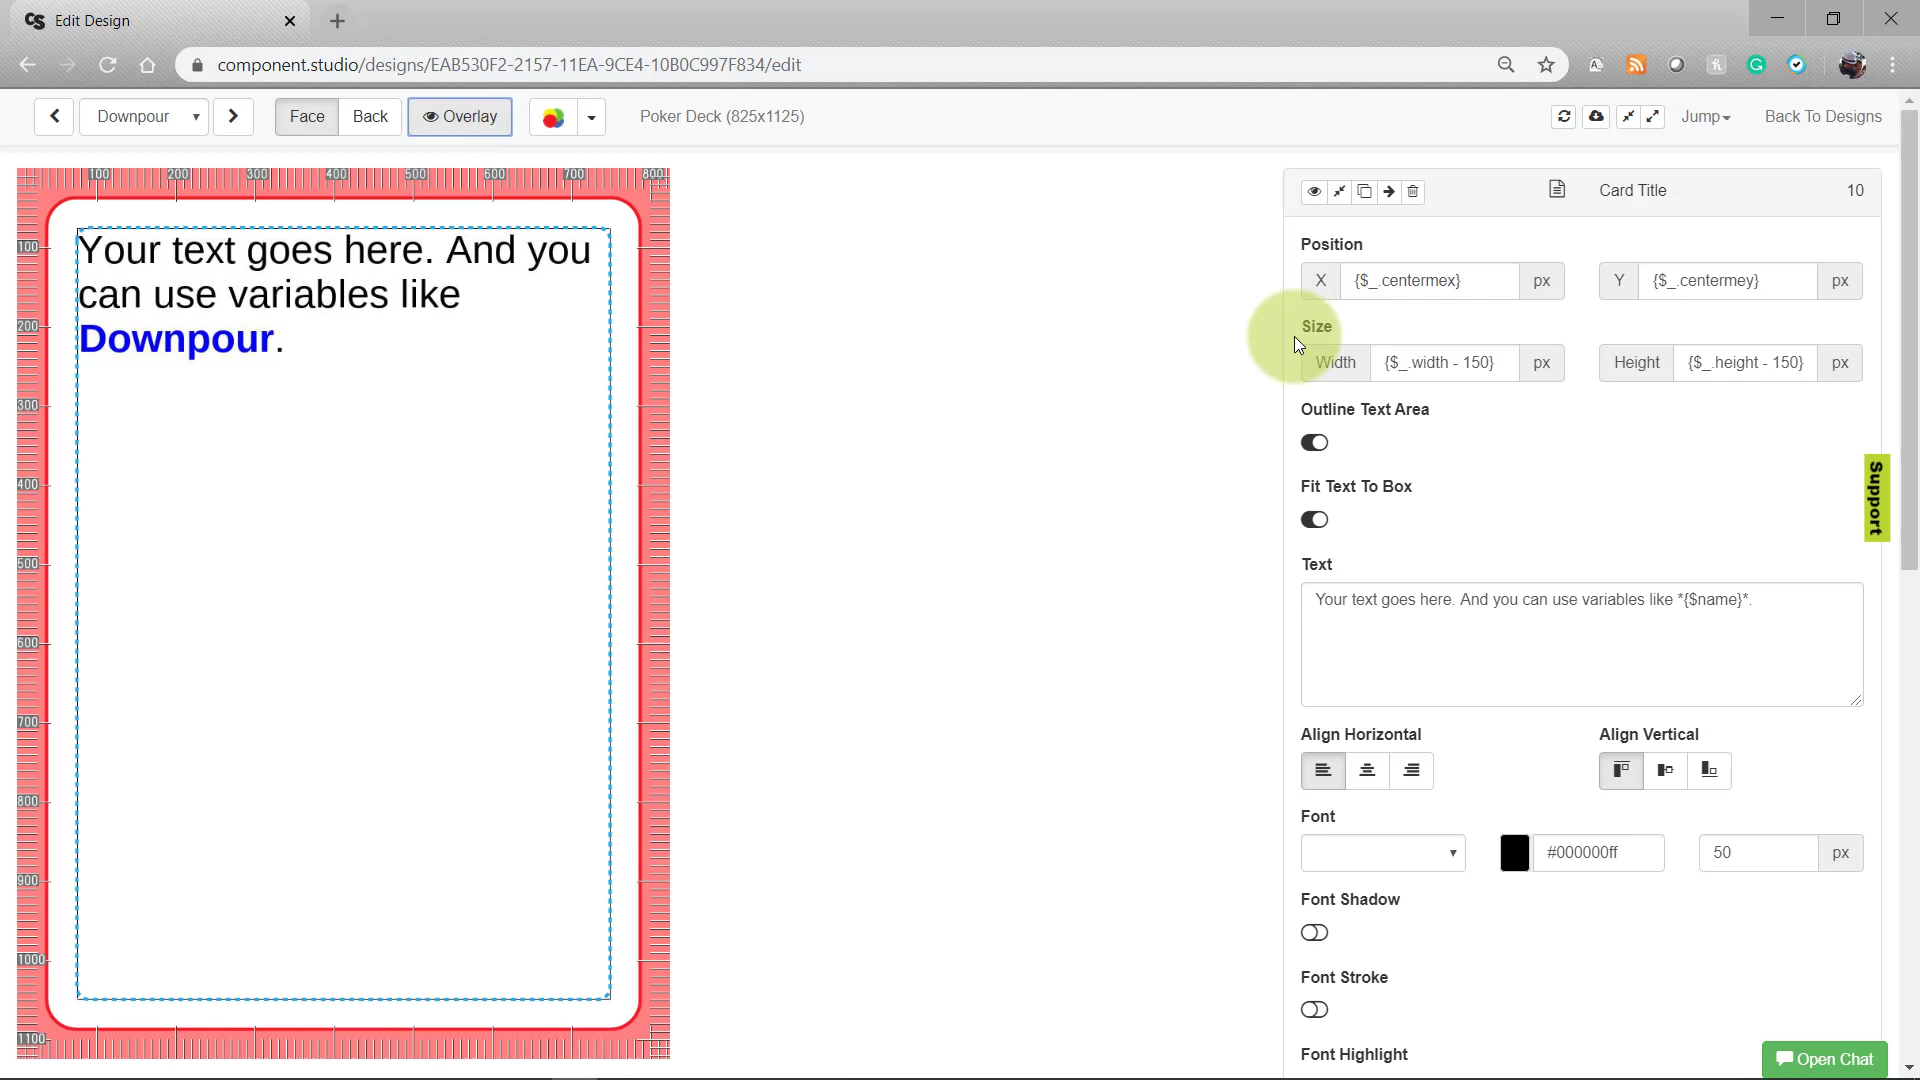 CS Edit Design
component.studio/designs/EAB530F2-2157-11EA-9CE4-10B0C997F834/edit
Downpour
Face
Back
Overlay
Poker Deck (825x1125)
Jump
Back To Designs
100
200
300
400
500
600
700
800
100
200
300
400
500
600
700
800
900
1000
1100
Your text goes here. And you
can use variables like
Downpour.
Card Title
10
Position
X {$_.centermex} px
Y {$_.centermey} px
Size
Width {$_.width - 150} px
Height {$_.height - 150} px
Outline Text Area
Fit Text To Box
Text
Your text goes here. And you can use variables like *{$name}*.
Align Horizontal
Align Vertical
Font
#000000ff
50 px
Font Shadow
Font Stroke
Font Highlight
Support
Open Chat